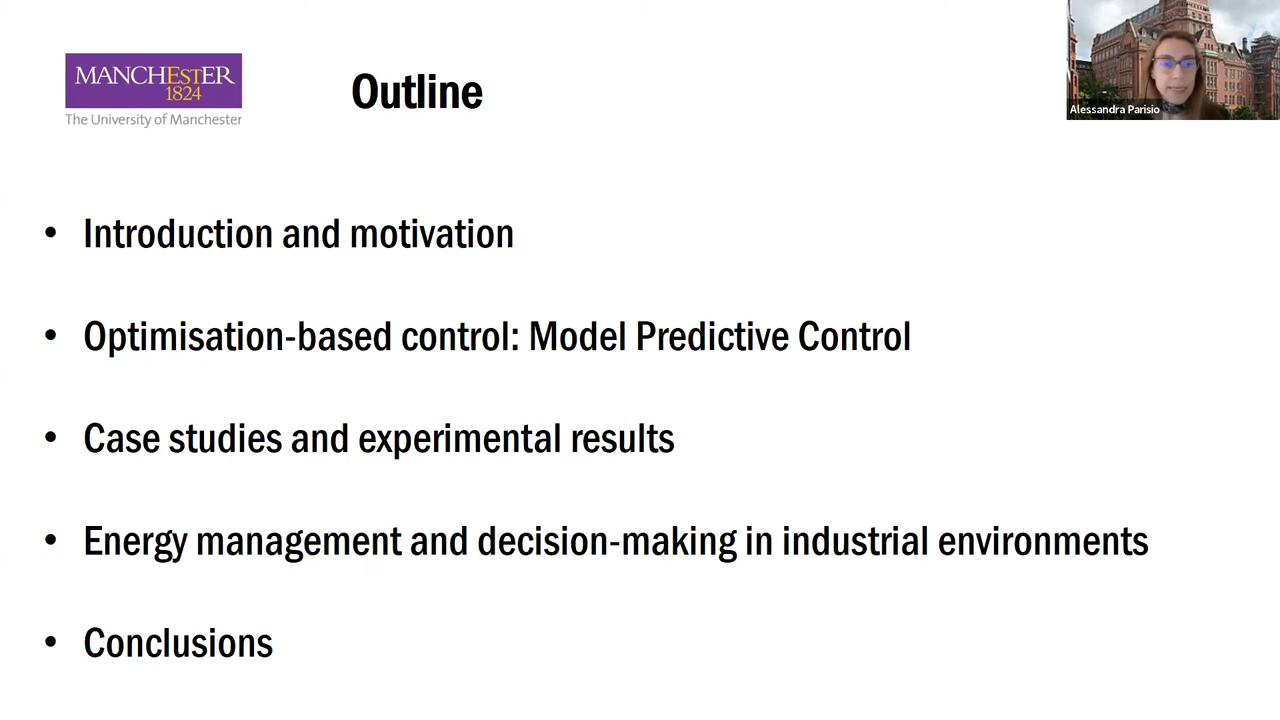 MANCHESTER
1824
The University of Manchester
Outline
Alessandra Parisio
• Introduction and motivation
• Optimisation-based control: Model Predictive Control
• Case studies and experimental results
• Energy management and decision-making in industrial environments
• Conclusions